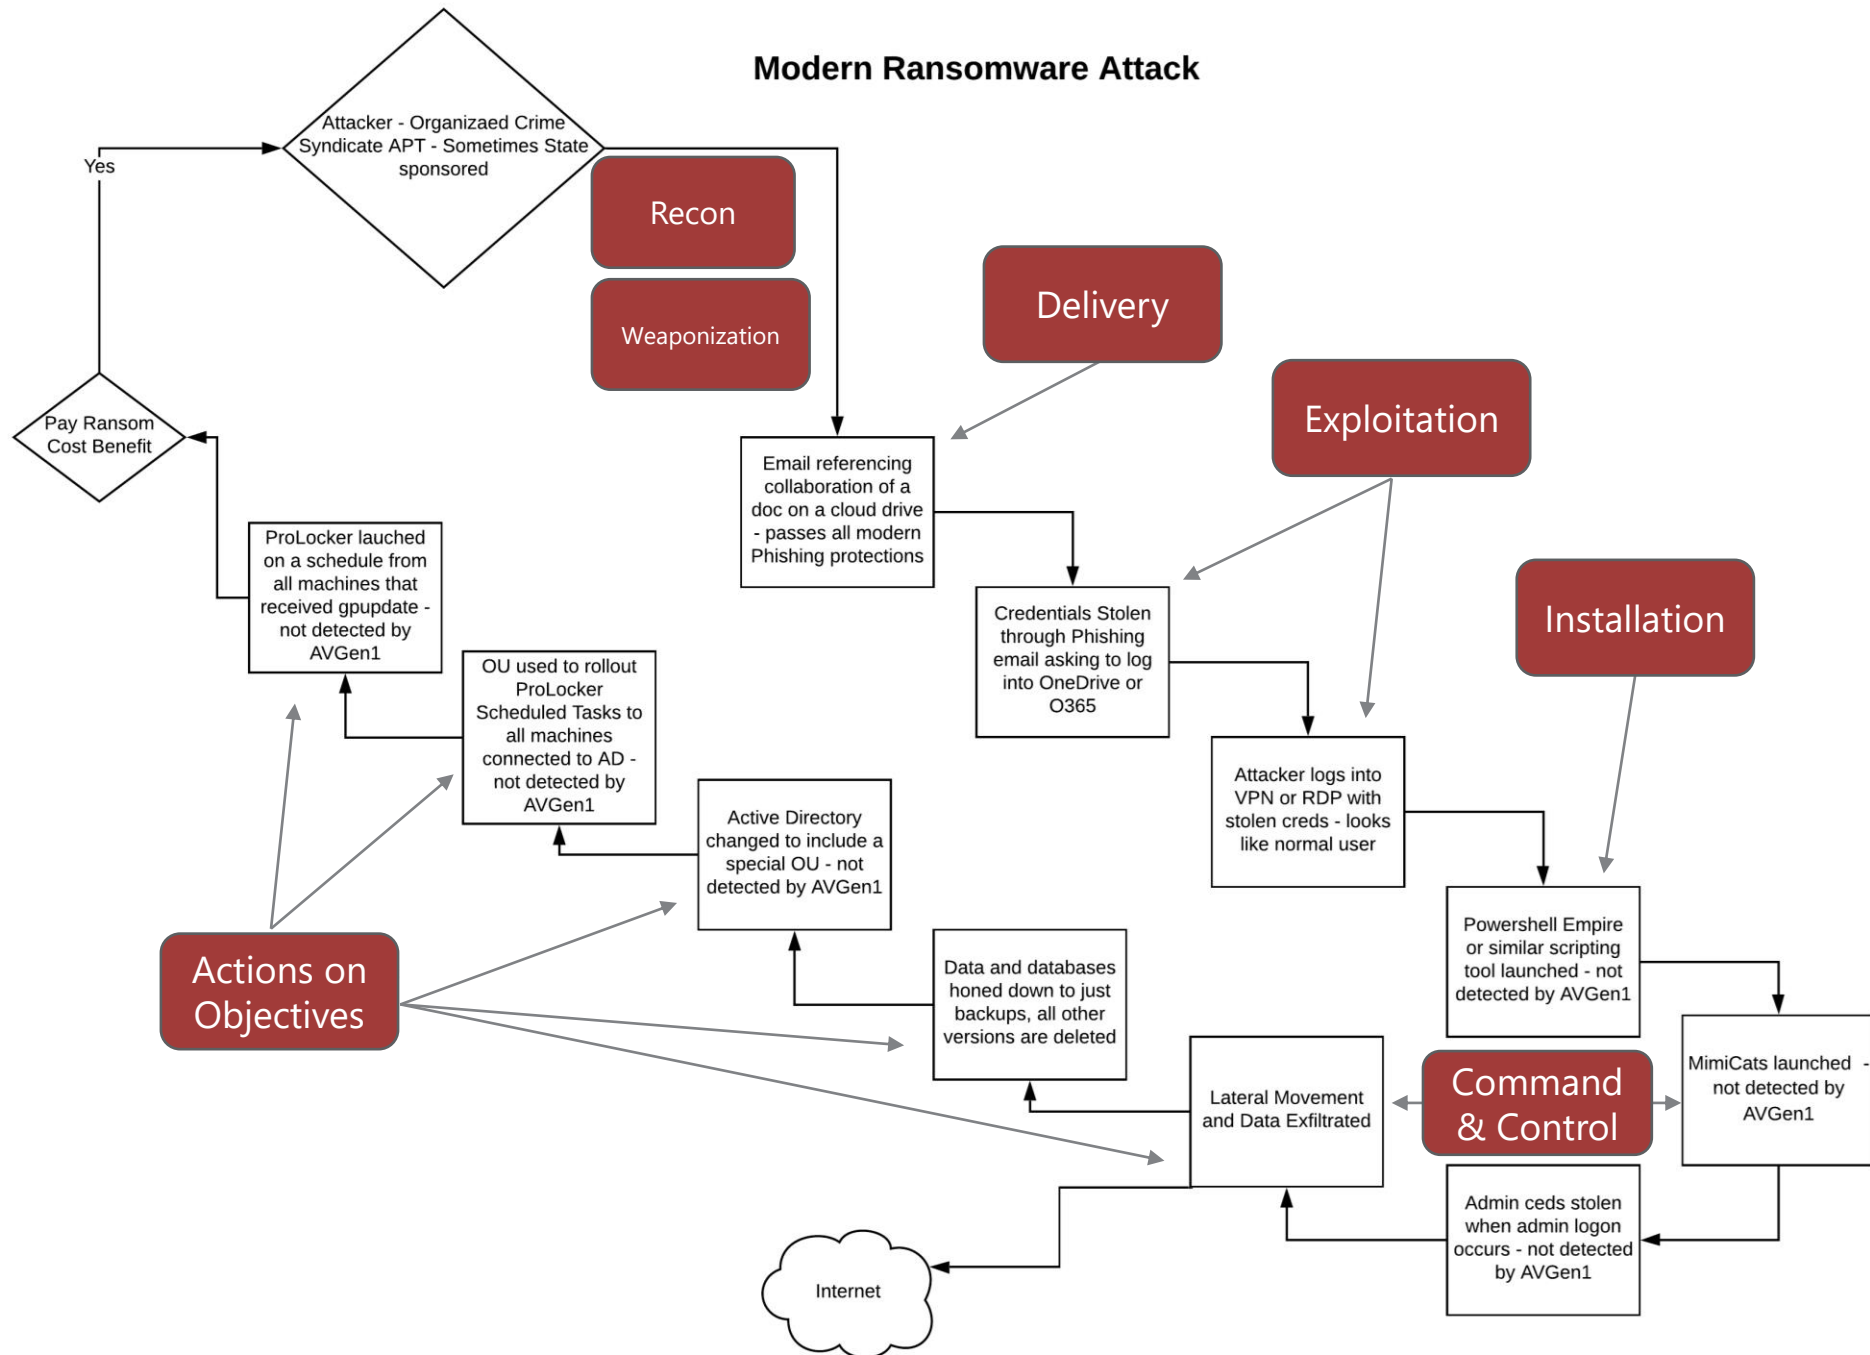 Modern Ransomware Attack
Attacker - Organizaed Crime
Syndicate APT - Sometimes State
sponsored
Yes
Recon
Weaponization
Delivery
Exploitation
Installation
Pay Ransom
Cost Benefit
Email referencing
collaboration of a
doc on a cloud drive
- passes all modern
Phishing protections
Credentials Stolen
through Phishing
email asking to log
into OneDrive or
O365
Attacker logs into
VPN or RDP with
stolen creds - looks
like normal user
Powershell Empire
or similar scripting
tool launched - not
detected by AVGen1
MimiCats launched -
not detected by
AVGen1
Command
& Control
Admin ceds stolen
when admin logon
occurs - not detected
by AVGen1
Lateral Movement
and Data Exfiltrated
Internet
Data and databases
honed down to just
backups, all other
versions are deleted
Active Directory
changed to include a
special OU - not
detected by AVGen1
OU used to rollout
ProLocker
Scheduled Tasks to
all machines
connected to AD -
not detected by
AVGen1
ProLocker lauched
on a schedule from
all machines that
received gpupdate -
not detected by
AVGen1
Actions on
Objectives